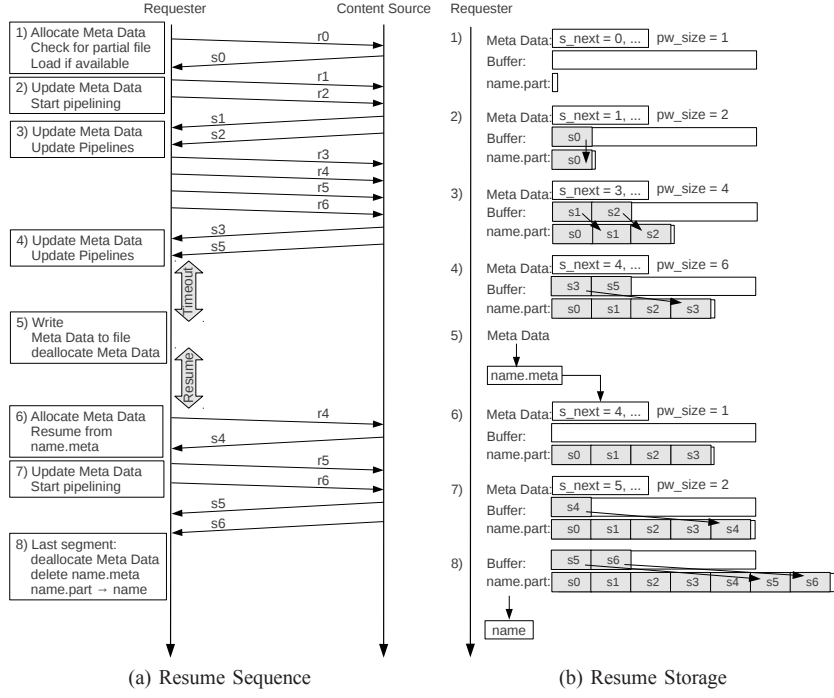 Requester
Content Source
1) Allocate Meta Data
Check for partial file
Load if available
r0
s0
2) Update Meta Data
Start pipelining
r1
r2
3) Update Meta Data
Update Pipelines
s1
s2
r3
r4
r5
r6
4) Update Meta Data
Update Pipelines
s3
s5
Timeout
5) Write
Meta Data to file
deallocate Meta Data
Resume
6) Allocate Meta Data
Resume from
name.meta
r4
s4
7) Update Meta Data
Start pipelining
r5
r6
s5
s6
8) Last segment:
deallocate Meta Data
delete name.meta
name.part → name
(a) Resume Sequence
Requester
1) Meta Data: s_next = 0, ... pw_size = 1
Buffer:
name.part:
2) Meta Data: s_next = 1, ... pw_size = 2
Buffer: s0
name.part: s0
3) Meta Data: s_next = 3, ... pw_size = 4
Buffer: s1 s2
name.part: s0 s1 s2
4) Meta Data: s_next = 4, ... pw_size = 6
Buffer: s3 s5
name.part: s0 s1 s2 s3
5) Meta Data
name.meta
6) Meta Data: s_next = 4, ... pw_size = 1
Buffer:
name.part: s0 s1 s2 s3
7) Meta Data: s_next = 5, ... pw_size = 2
Buffer: s4
name.part: s0 s1 s2 s3 s4
8) Buffer: s5 s6
name.part: s0 s1 s2 s3 s4 s5 s6
name
(b) Resume Storage